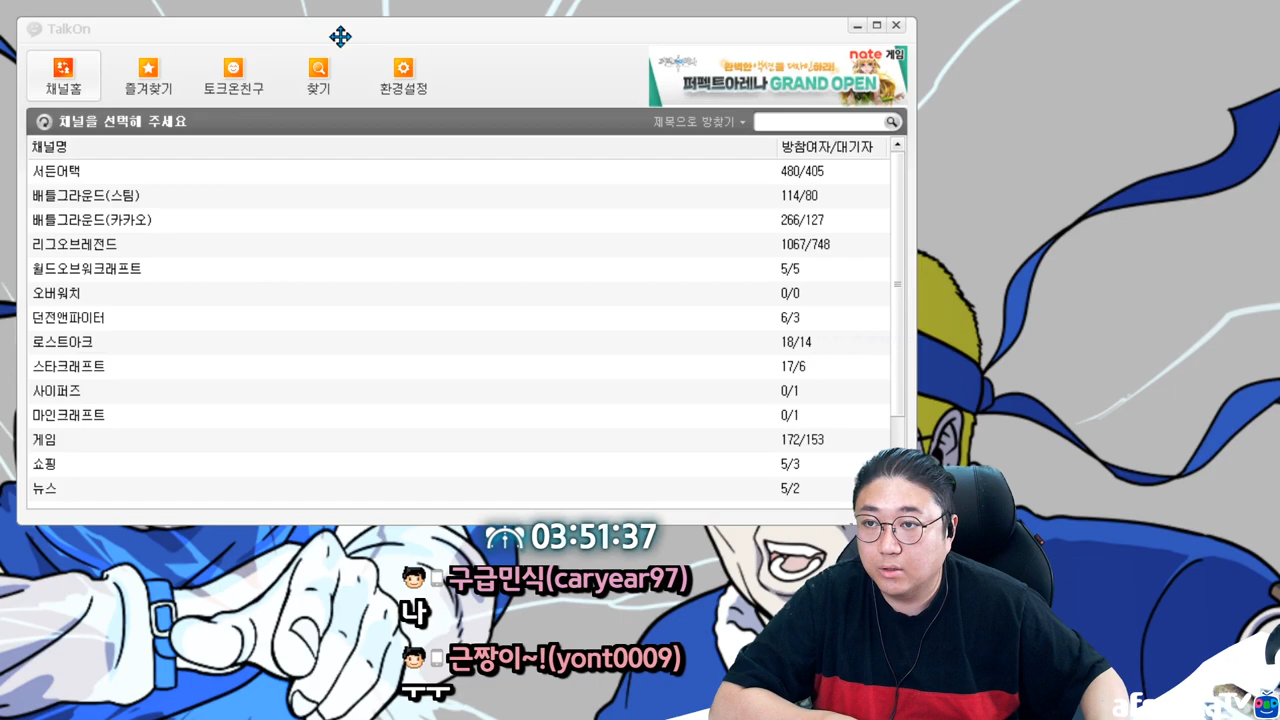 TalkOn
채널홈
즐겨찾기
토크온친구
찾기
환경설정
nate 게임
퍼펙트아레나 GRAND OPEN
채널을 선택해 주세요
제목으로 방찾기
채널명 방참여자/대기자
서든어택 480/405
배틀그라운드(스팀) 114/80
배틀그라운드(카카오) 266/127
리그오브레전드 1067/748
월드오브워크래프트 5/5
오버워치 0/0
던전앤파이터 6/3
로스트아크 18/14
스타크래프트 17/6
사이퍼즈 0/1
마인크래프트 0/1
게임 172/153
쇼핑 5/3
뉴스 5/2
03:51:37
구급민식(caryear97)
나
근짱이~!(yont0009)
ㅜㅜ